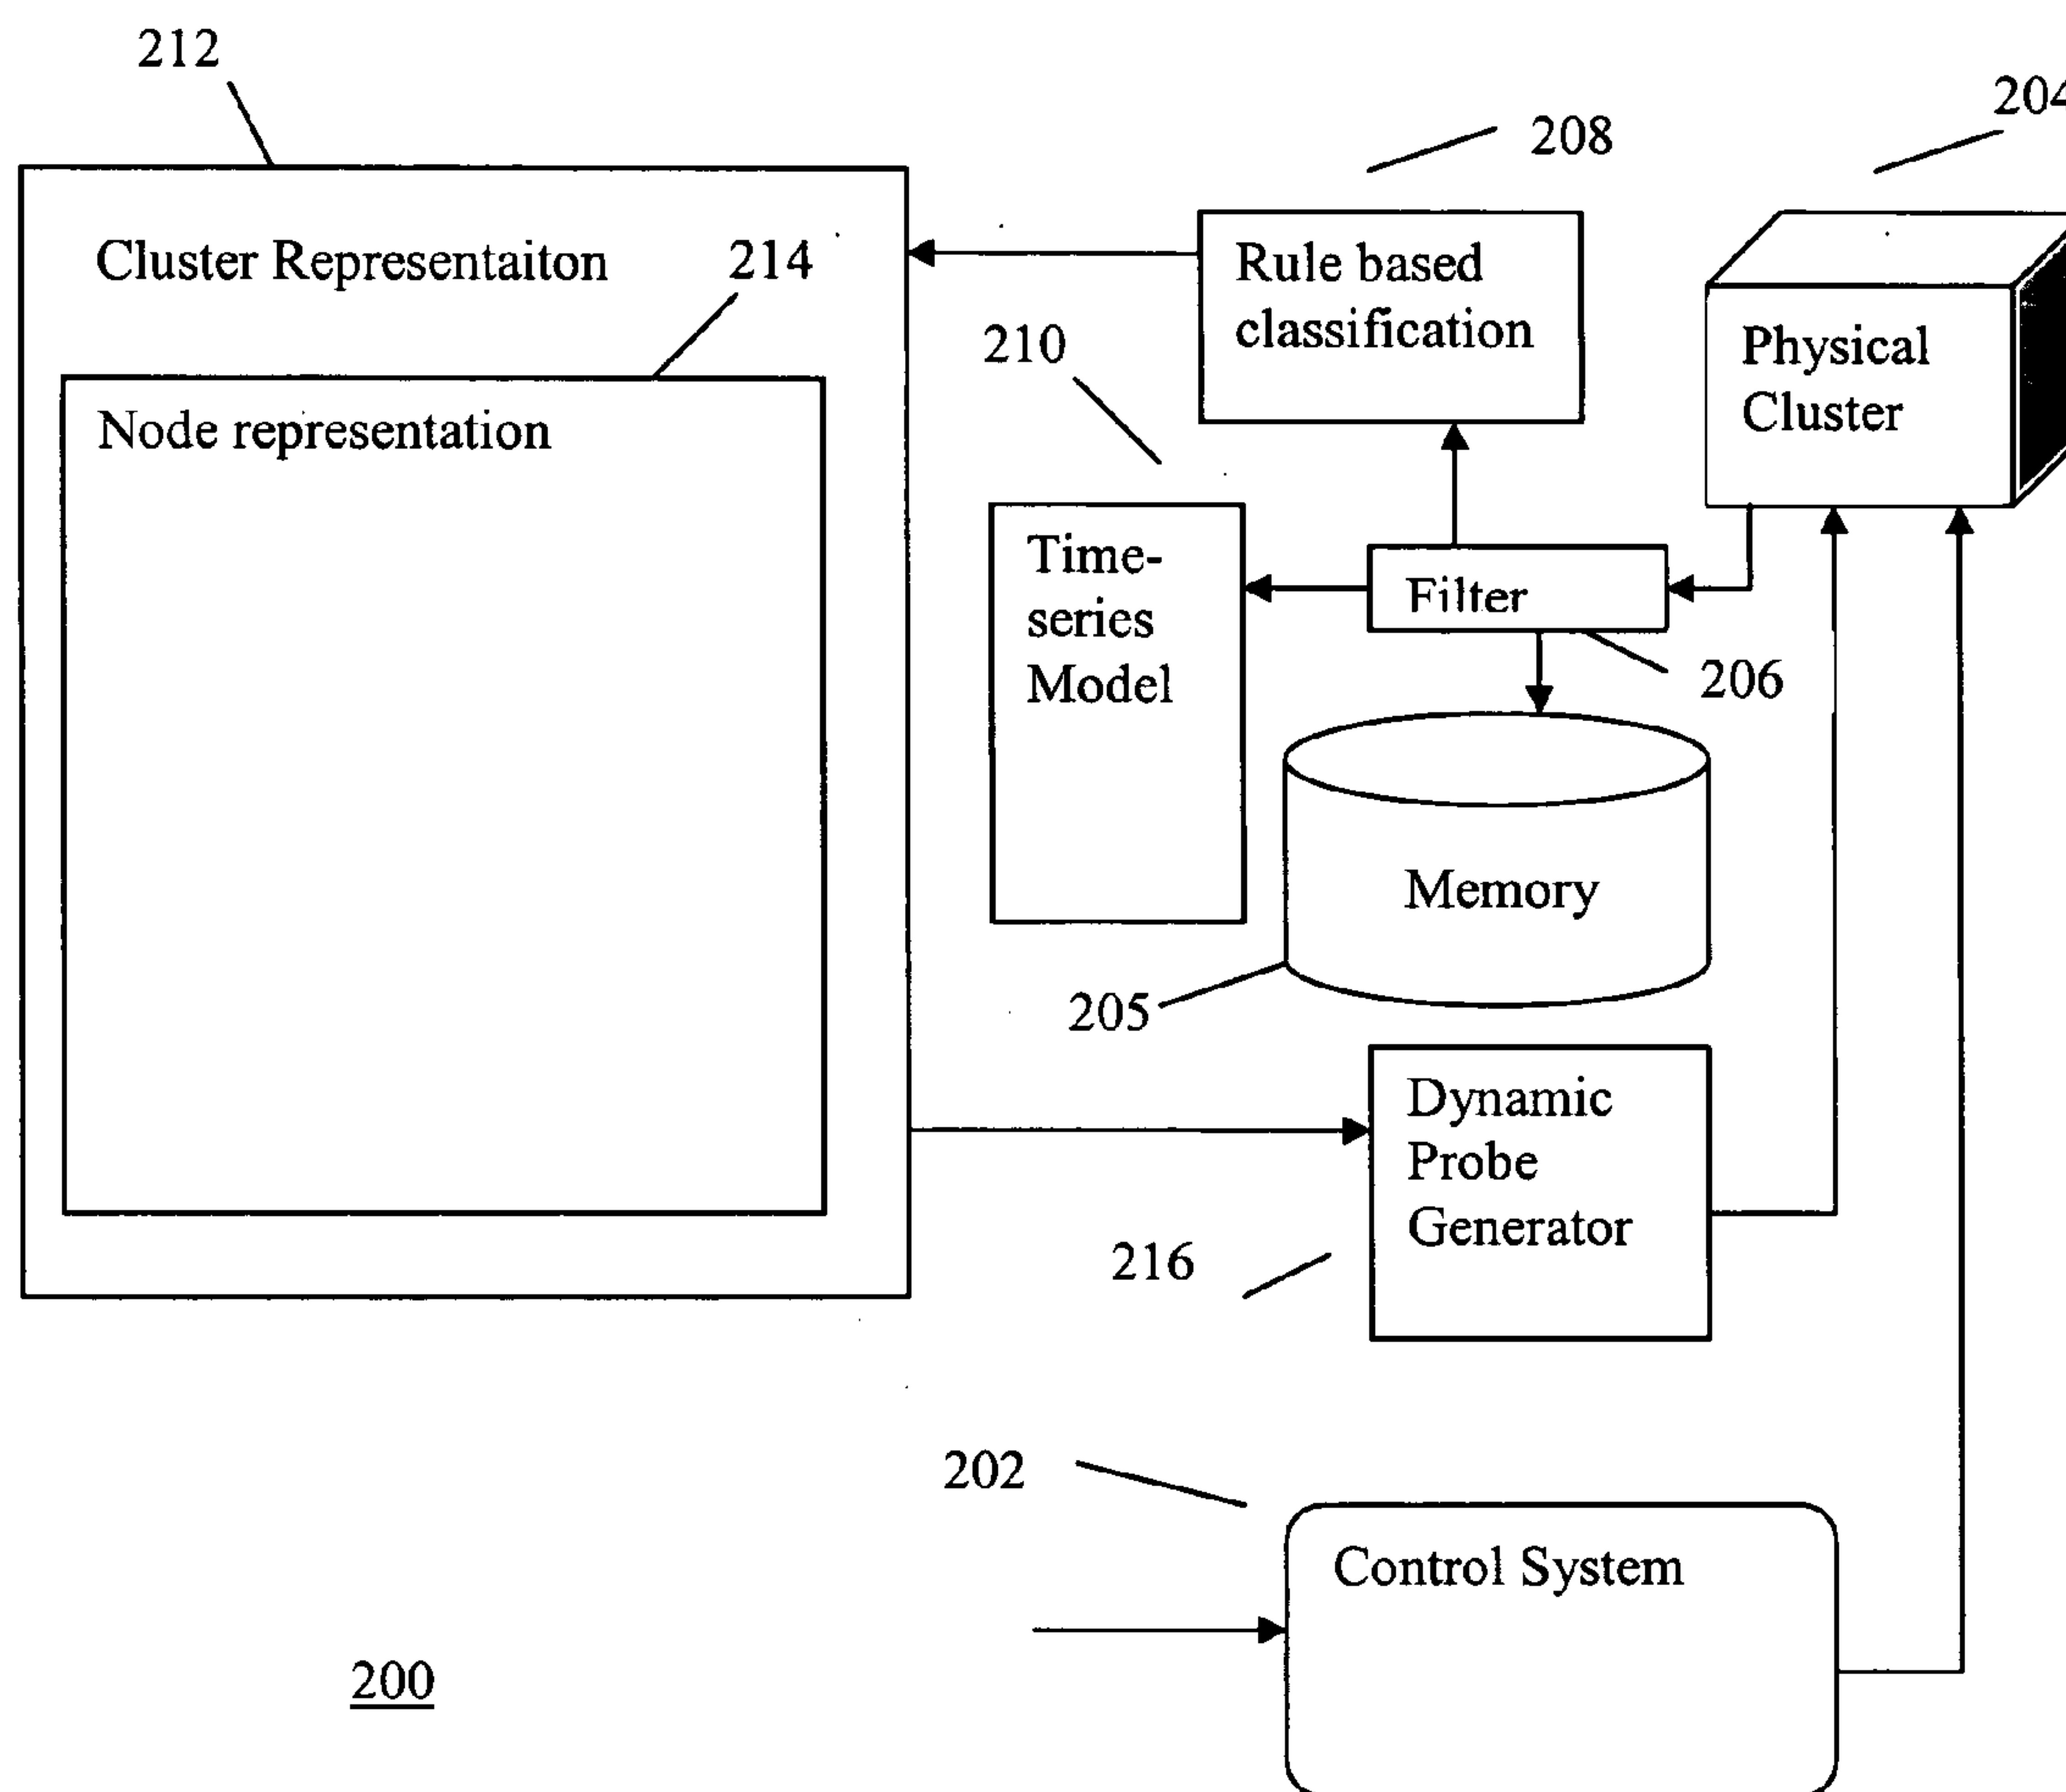 212
204
208
Cluster Representaiton
214
Rule based
classification
210
Physical
Cluster
Node representation
Time-
series
Model
Filter
206
Memory
205
Dynamic
Probe
Generator
216
202
Control System
200